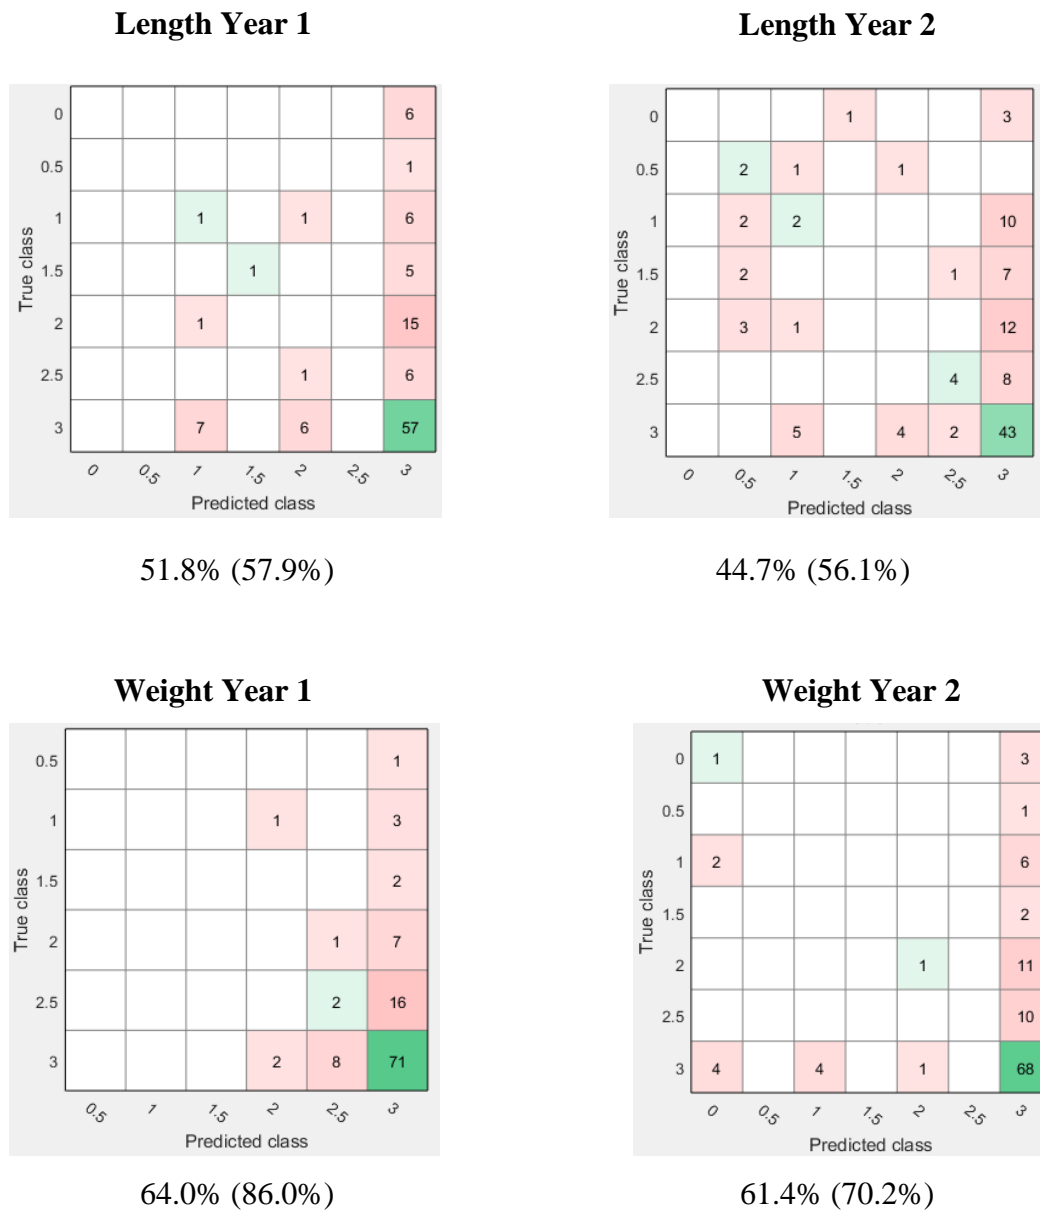 Length Year 1
True class
0 6
0.5 1
1 1 1 6
1.5 1 5
2 1 15
2.5 1 6
3 7 6 57
0 0.5 1 1.5 2 2.5 3
Predicted class
51.8% (57.9%)
Length Year 2
True class
0 1 3
0.5 2 1 1
1 2 2 10
1.5 2 1 7
2 3 1 12
2.5 4 8
3 5 4 2 43
0 0.5 1 1.5 2 2.5 3
Predicted class
44.7% (56.1%)
Weight Year 1
True class
0.5 1
1 1 3
1.5 2
2 1 7
2.5 2 16
3 2 8 71
0.5 1 1.5 2 2.5 3
Predicted class
64.0% (86.0%)
Weight Year 2
True class
0 1 3
0.5 1
1 2 6
1.5 2
2 1 11
2.5 10
3 4 4 1 68
0 0.5 1 1.5 2 2.5 3
Predicted class
61.4% (70.2%)